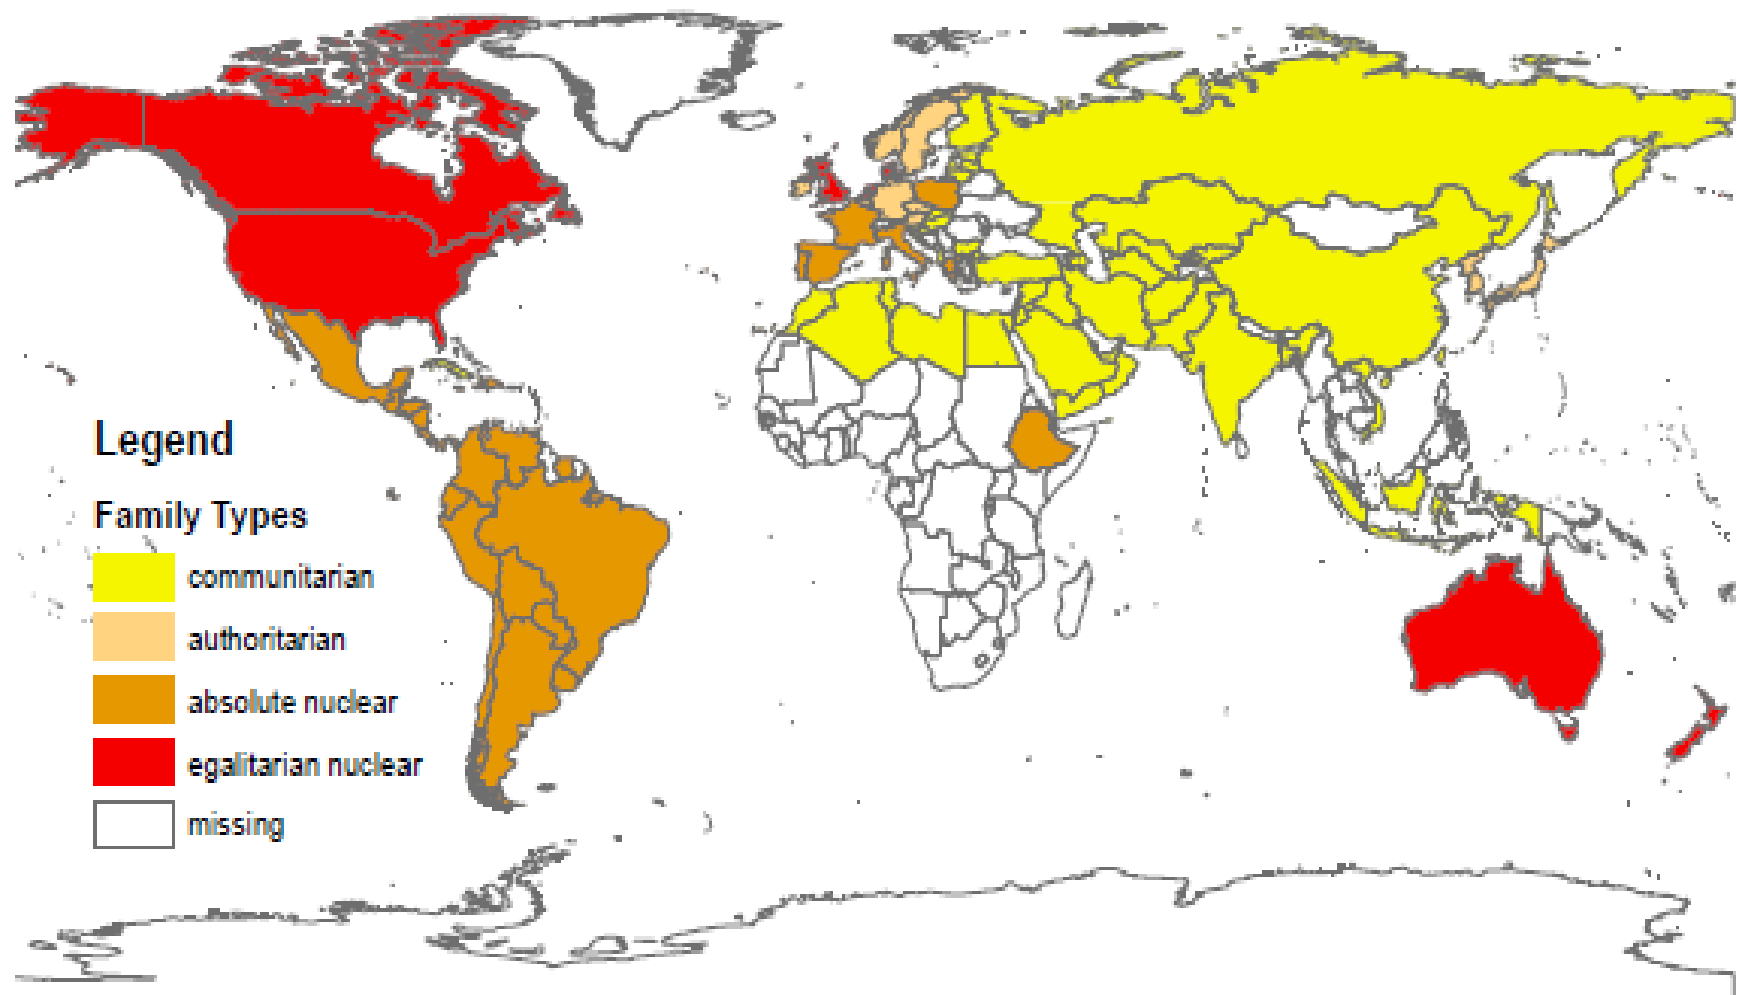 Legend
Family Types
communitarian
authoritarian
absolute nuclear
egalitarian nuclear
missing